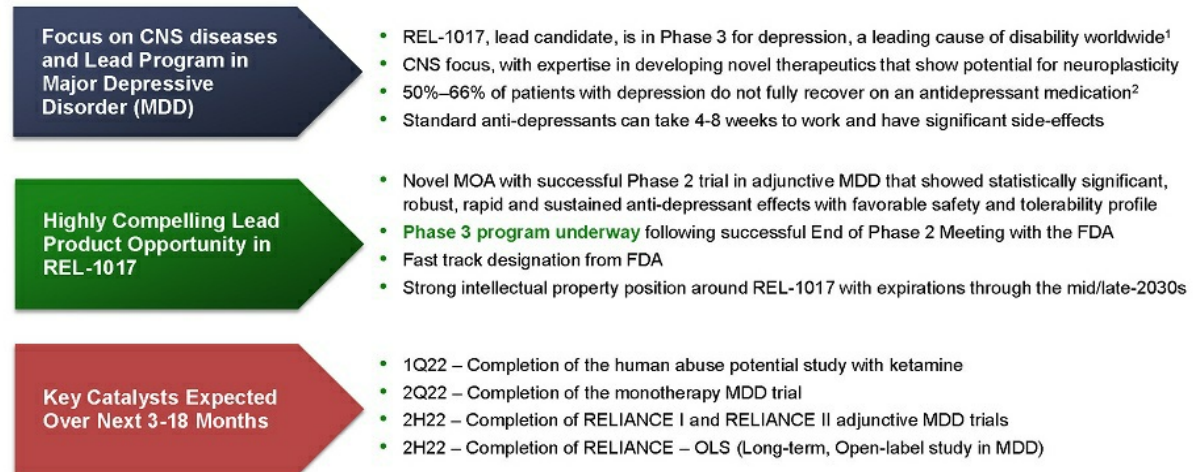 Focus on CNS diseases
and Lead Program in
Major Depressive
Disorder (MDD)
• REL-1017, lead candidate, is in Phase 3 for depression, a leading cause of disability worldwide¹
• CNS focus, with expertise in developing novel therapeutics that show potential for neuroplasticity
• 50%–66% of patients with depression do not fully recover on an antidepressant medication²
• Standard anti-depressants can take 4-8 weeks to work and have significant side-effects
Highly Compelling Lead
Product Opportunity in
REL-1017
• Novel MOA with successful Phase 2 trial in adjunctive MDD that showed statistically significant,
robust, rapid and sustained anti-depressant effects with favorable safety and tolerability profile
• Phase 3 program underway following successful End of Phase 2 Meeting with the FDA
• Fast track designation from FDA
• Strong intellectual property position around REL-1017 with expirations through the mid/late-2030s
Key Catalysts Expected
Over Next 3-18 Months
• 1Q22 – Completion of the human abuse potential study with ketamine
• 2Q22 – Completion of the monotherapy MDD trial
• 2H22 – Completion of RELIANCE I and RELIANCE II adjunctive MDD trials
• 2H22 – Completion of RELIANCE – OLS (Long-term, Open-label study in MDD)